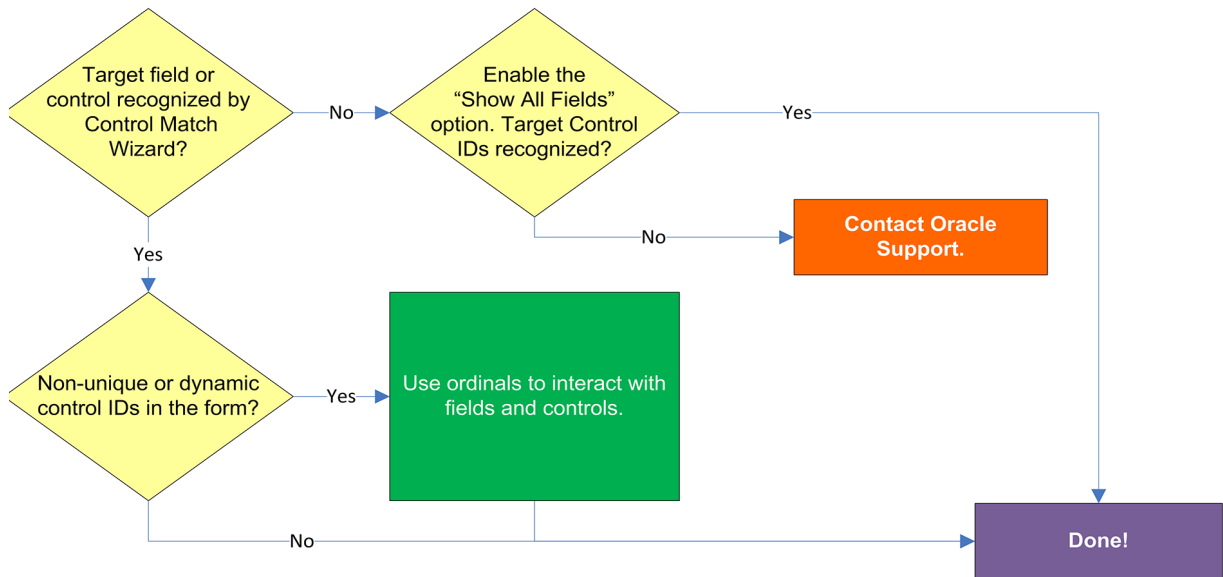 Target field or
control recognized by
Control Match
Wizard?
No
Enable the
“Show All Fields”
option. Target Control
IDs recognized?
Yes
No
Contact Oracle
Support.
Yes
Non-unique or dynamic
control IDs in the form?
Yes
Use ordinals to interact with
fields and controls.
No
Done!